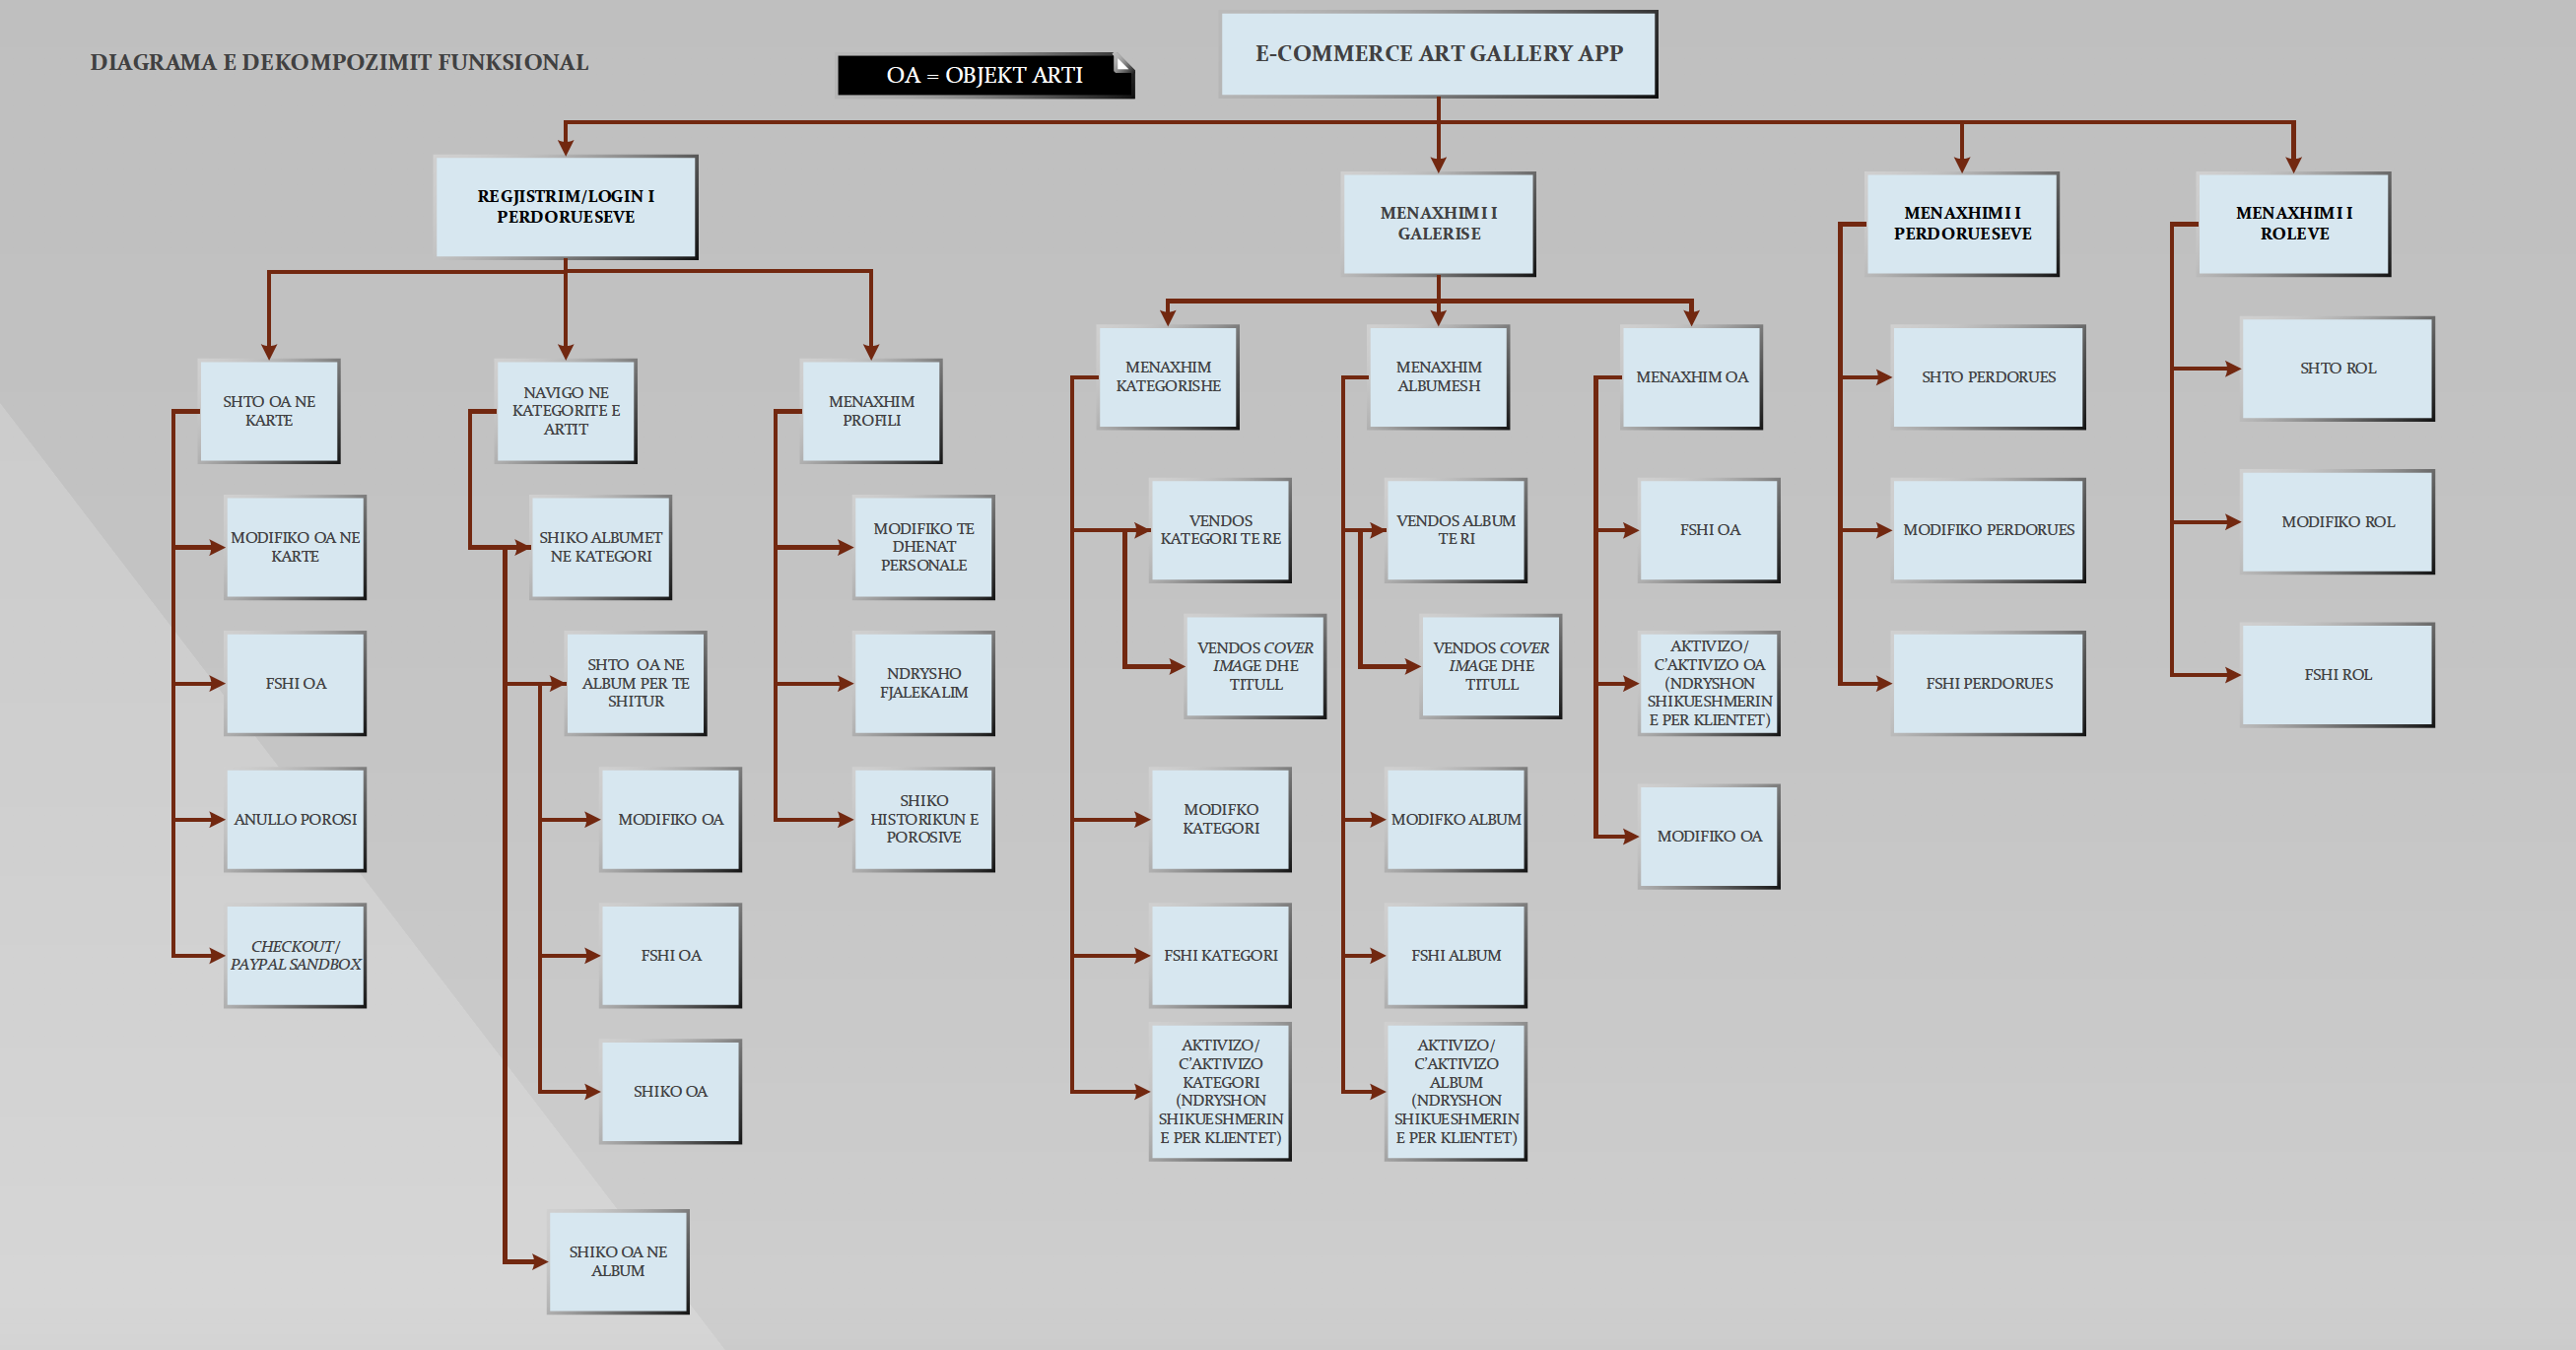 DIAGRAMA E DEKOMPOZIMIT FUNKSIONAL
OA = OBJEKT ARTI
E-COMMERCE ART GALLERY APP
REGJISTRIM/LOGIN I
PERDORUESEVE
SHTO OA NE
KARTE
MODIFIKO OA NE
KARTE
FSHI OA
ANULLO POROSI
CHECKOUT/
PAYPAL SANDBOX
NAVIGO NE
KATEGORITE E
ARTIT
SHIKO ALBUMET
NE KATEGORI
SHTO OA NE
ALBUM PER TE
SHITUR
MODIFIKO OA
FSHI OA
SHIKO OA
SHIKO OA NE
ALBUM
MENAXHIM
PROFILI
MODIFIKO TE
DHENAT
PERSONALE
NDRYSHO
FJALEKALIM
SHIKO
HISTORIKUN E
POROSIVE
MENAXHIMI I
GALERISE
MENAXHIM
KATEGORISHE
VENDOS
KATEGORI TE RE
VENDOS COVER
IMAGE DHE
TITULL
MODIFKO
KATEGORI
FSHI KATEGORI
AKTIVIZO/
C'AKTIVIZO
KATEGORI
(NDRYSHON
SHIKUESHMERIN
E PER KLIENTET)
MENAXHIM
ALBUMESH
VENDOS ALBUM
TE RI
VENDOS COVER
IMAGE DHE
TITULL
MODIFKO ALBUM
FSHI ALBUM
AKTIVIZO/
C'AKTIVIZO
ALBUM
(NDRYSHON
SHIKUESHMERIN
E PER KLIENTET)
MENAXHIM OA
FSHI OA
AKTIVIZO/
C'AKTIVIZO OA
(NDRYSHON
SHIKUESHMERIN
E PER KLIENTET)
MODIFIKO OA
MENAXHIMI I
PERDORUESEVE
SHTO PERDORUES
MODIFIKO PERDORUES
FSHI PERDORUES
MENAXHIMI I
ROLEVE
SHTO ROL
MODIFIKO ROL
FSHI ROL